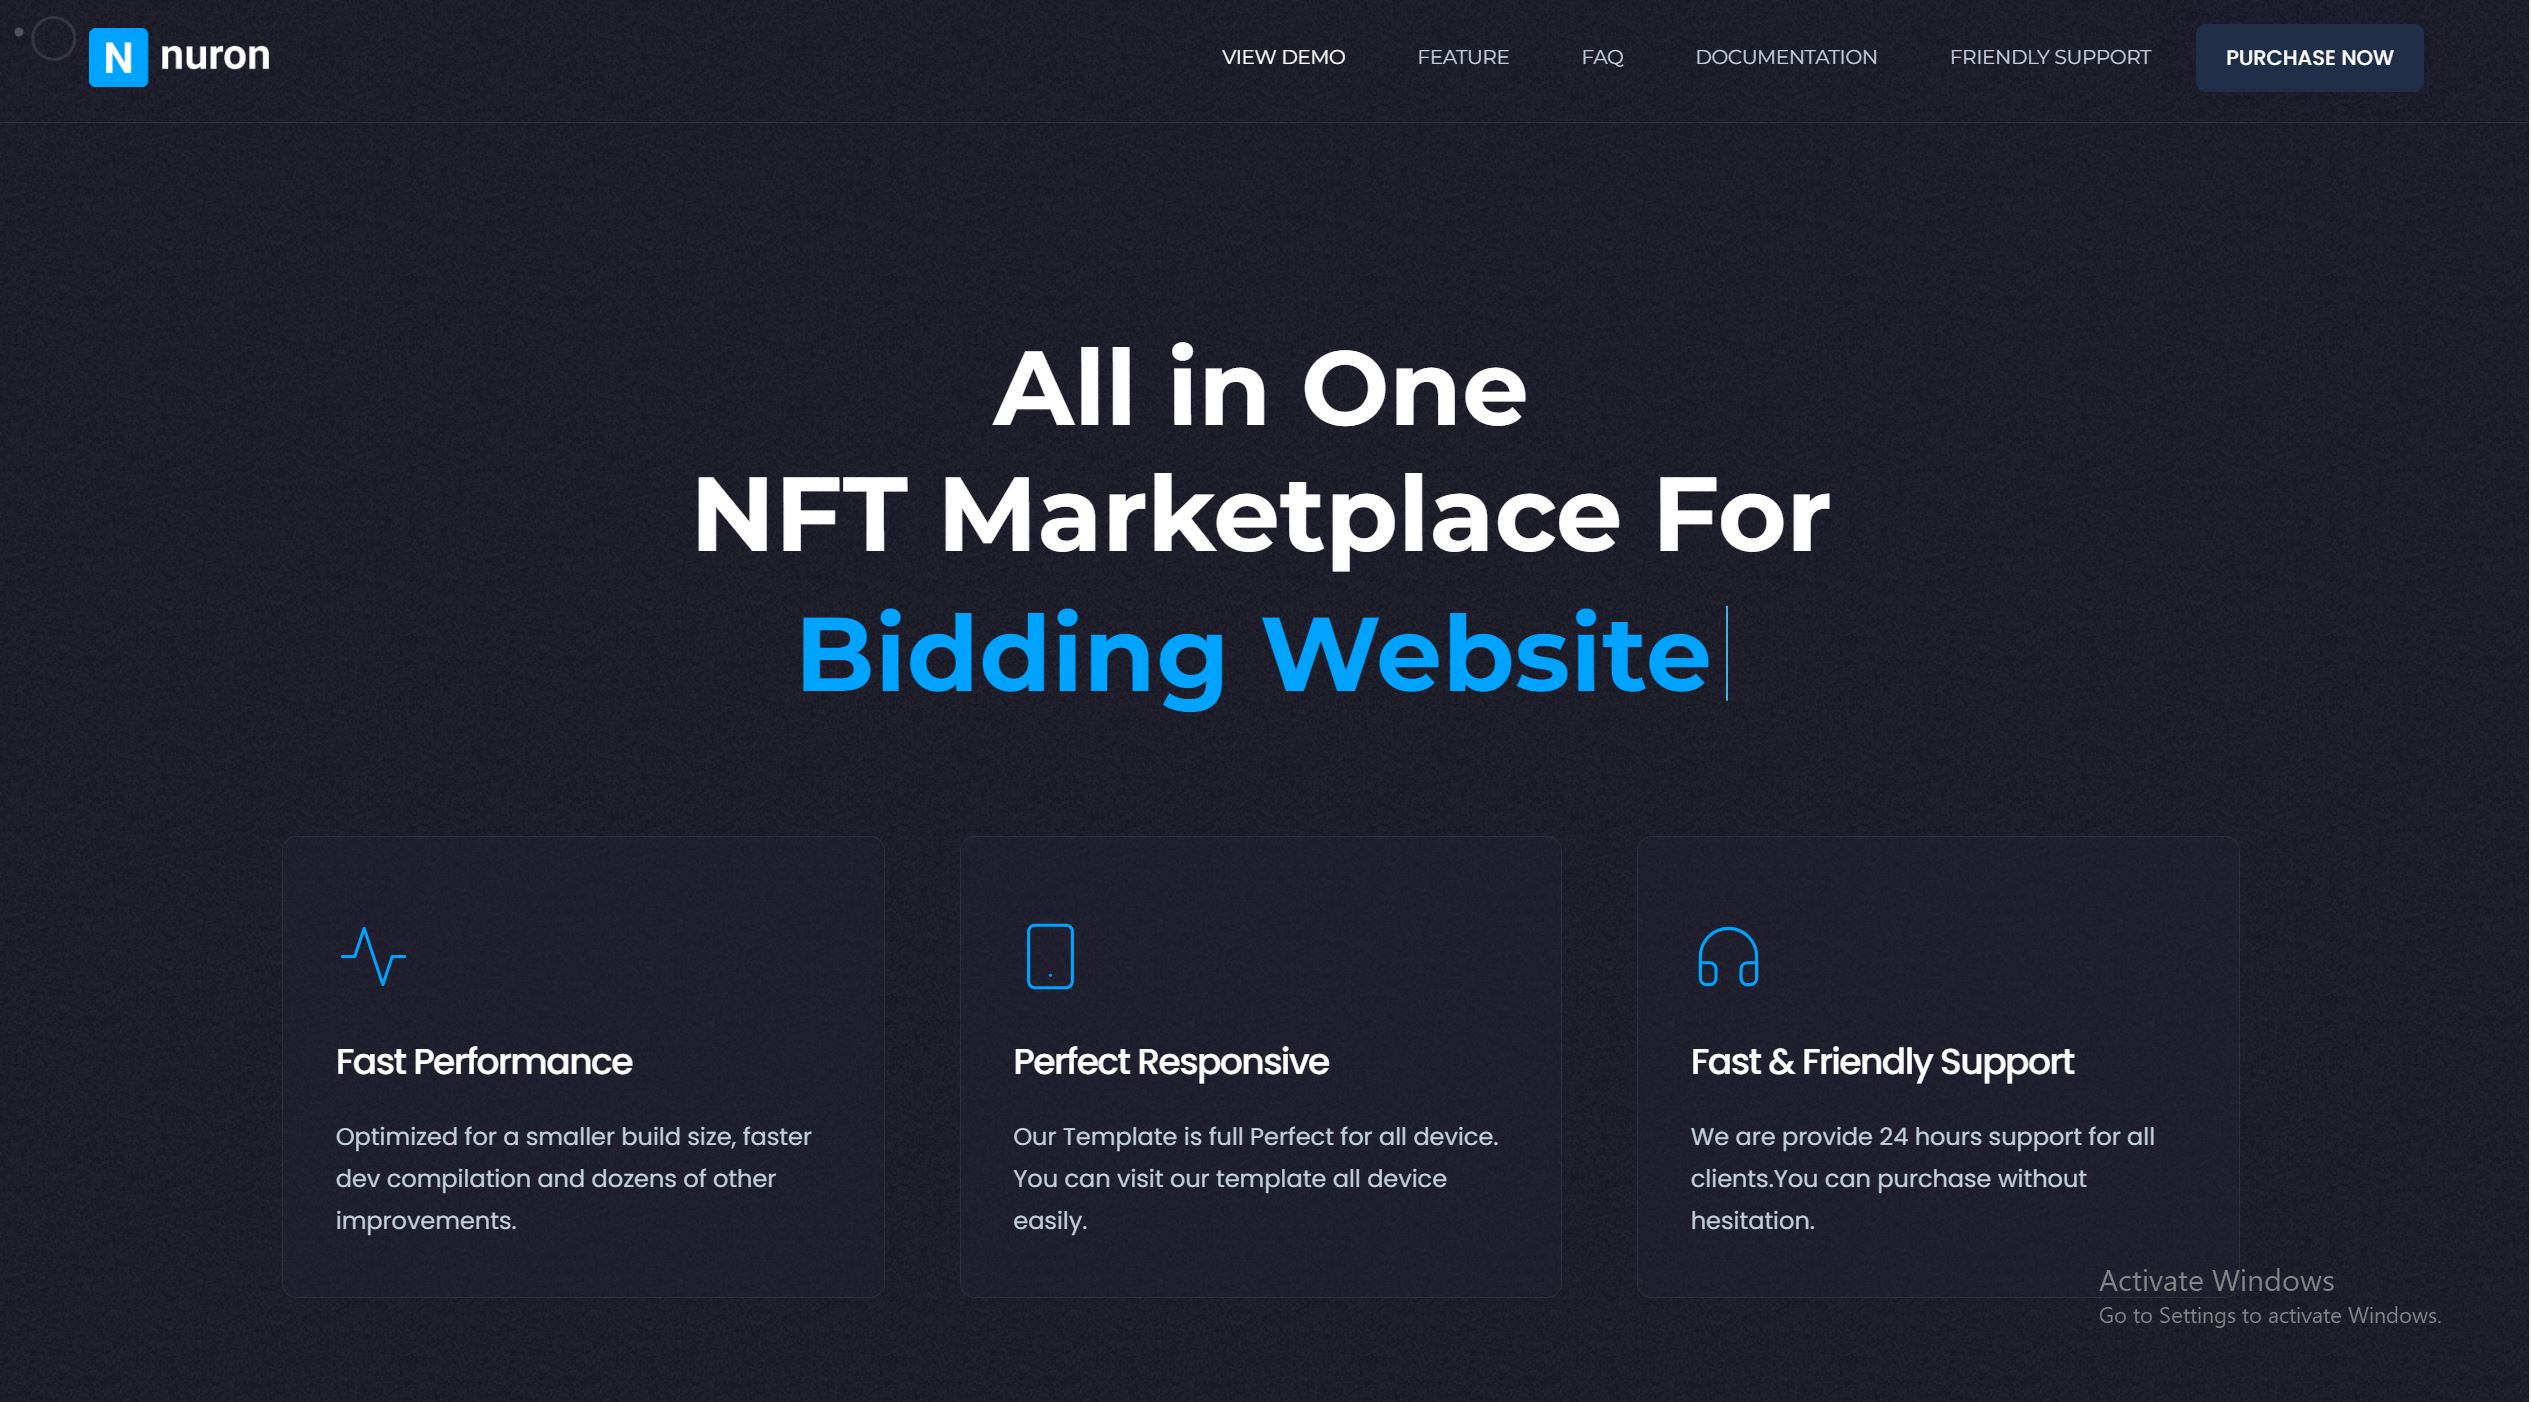 N nuron
VIEW DEMO
FEATURE
FAQ
DOCUMENTATION
FRIENDLY SUPPORT
PURCHASE NOW
All in One
NFT Marketplace For
Bidding Website
Fast Performance
Optimized for a smaller build size, faster
dev compilation and dozens of other
improvements.
Perfect Responsive
Our Template is full Perfect for all device.
You can visit our template all device
easily.
Fast & Friendly Support
We are provide 24 hours support for all
clients.You can purchase without
hesitation.
Activate Windows
Go to Settings to activate Windows.